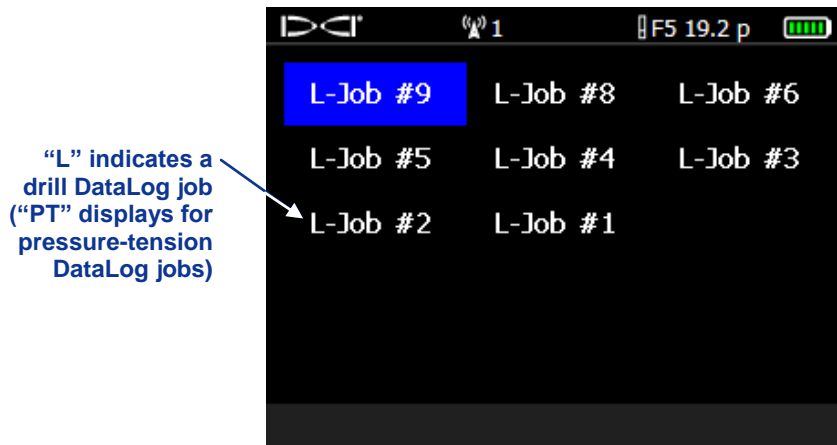 DCI
1
F5 19.2 p
L-Job #9 L-Job #8 L-Job #6
L-Job #5 L-Job #4 L-Job #3
L-Job #2 L-Job #1
“L” indicates a
drill DataLog job
(“PT” displays for
pressure-tension
DataLog jobs)